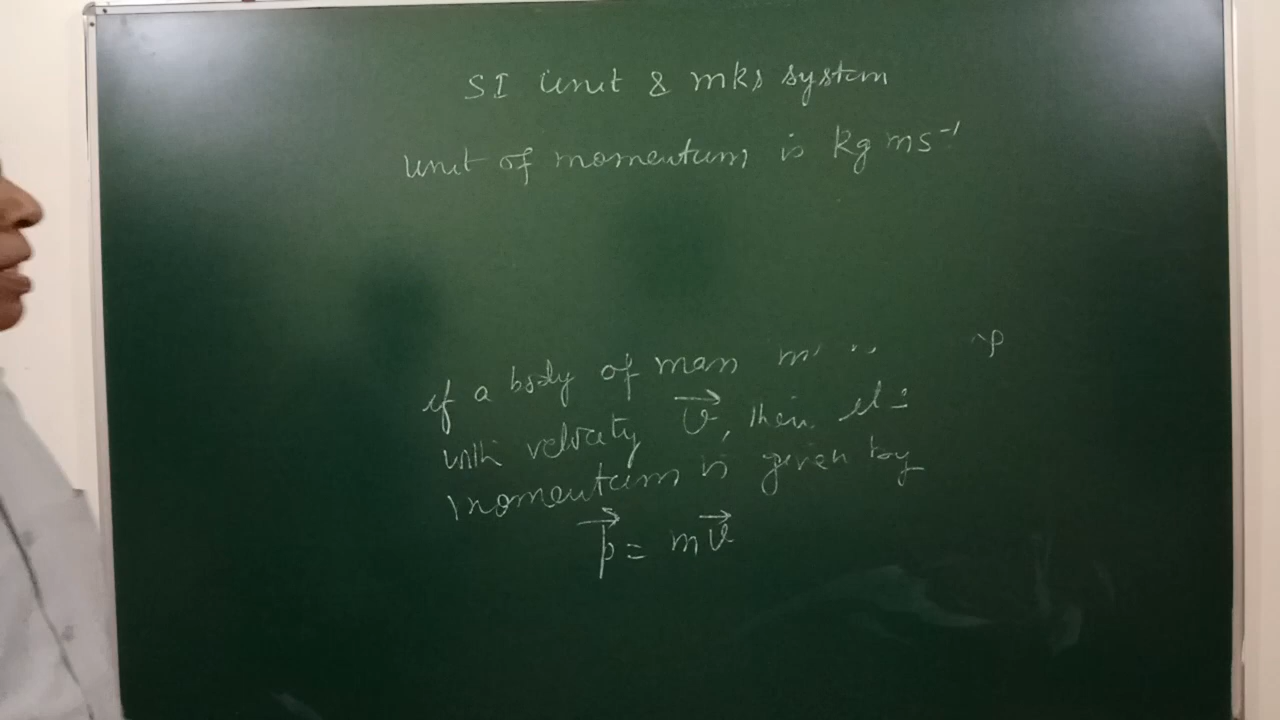 SI unit & mks system
unit of momentum is kg ms⁻¹
if a body of mass m'
with velocity v⃗, then
momentum is given by
p⃗ = mv⃗